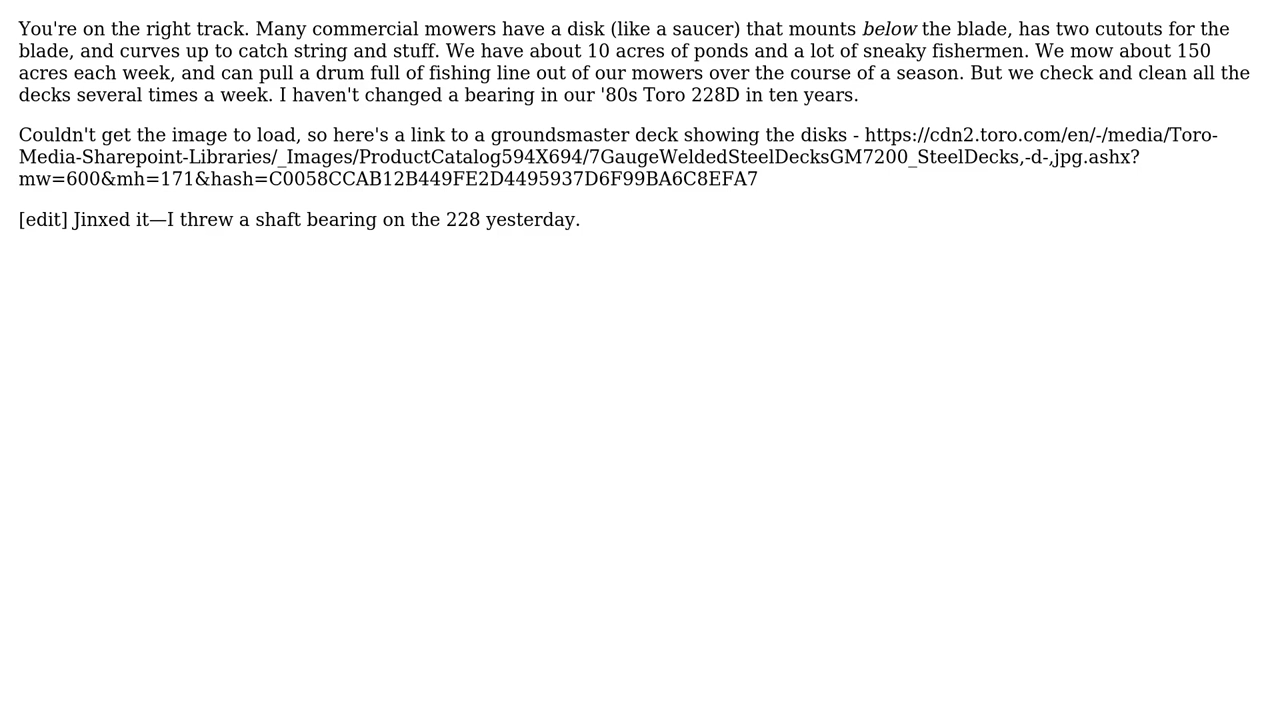 You're on the right track. Many commercial mowers have a disk (like a saucer) that mounts below the blade, has two cutouts for the
blade, and curves up to catch string and stuff. We have about 10 acres of ponds and a lot of sneaky fishermen. We mow about 150
acres each week, and can pull a drum full of fishing line out of our mowers over the course of a season. But we check and clean all the
decks several times a week. I haven't changed a bearing in our '80s Toro 228D in ten years.
Couldn't get the image to load, so here's a link to a groundsmaster deck showing the disks - https://cdn2.toro.com/en/-/media/Toro-
Media-Sharepoint-Libraries/_Images/ProductCatalog594X694/7GaugeWeldedSteelDecksGM7200_SteelDecks,-d-,jpg.ashx?
mw=600&mh=171&hash=C0058CCAB12B449FE2D4495937D6F99BA6C8EFA7
[edit] Jinxed it—I threw a shaft bearing on the 228 yesterday.